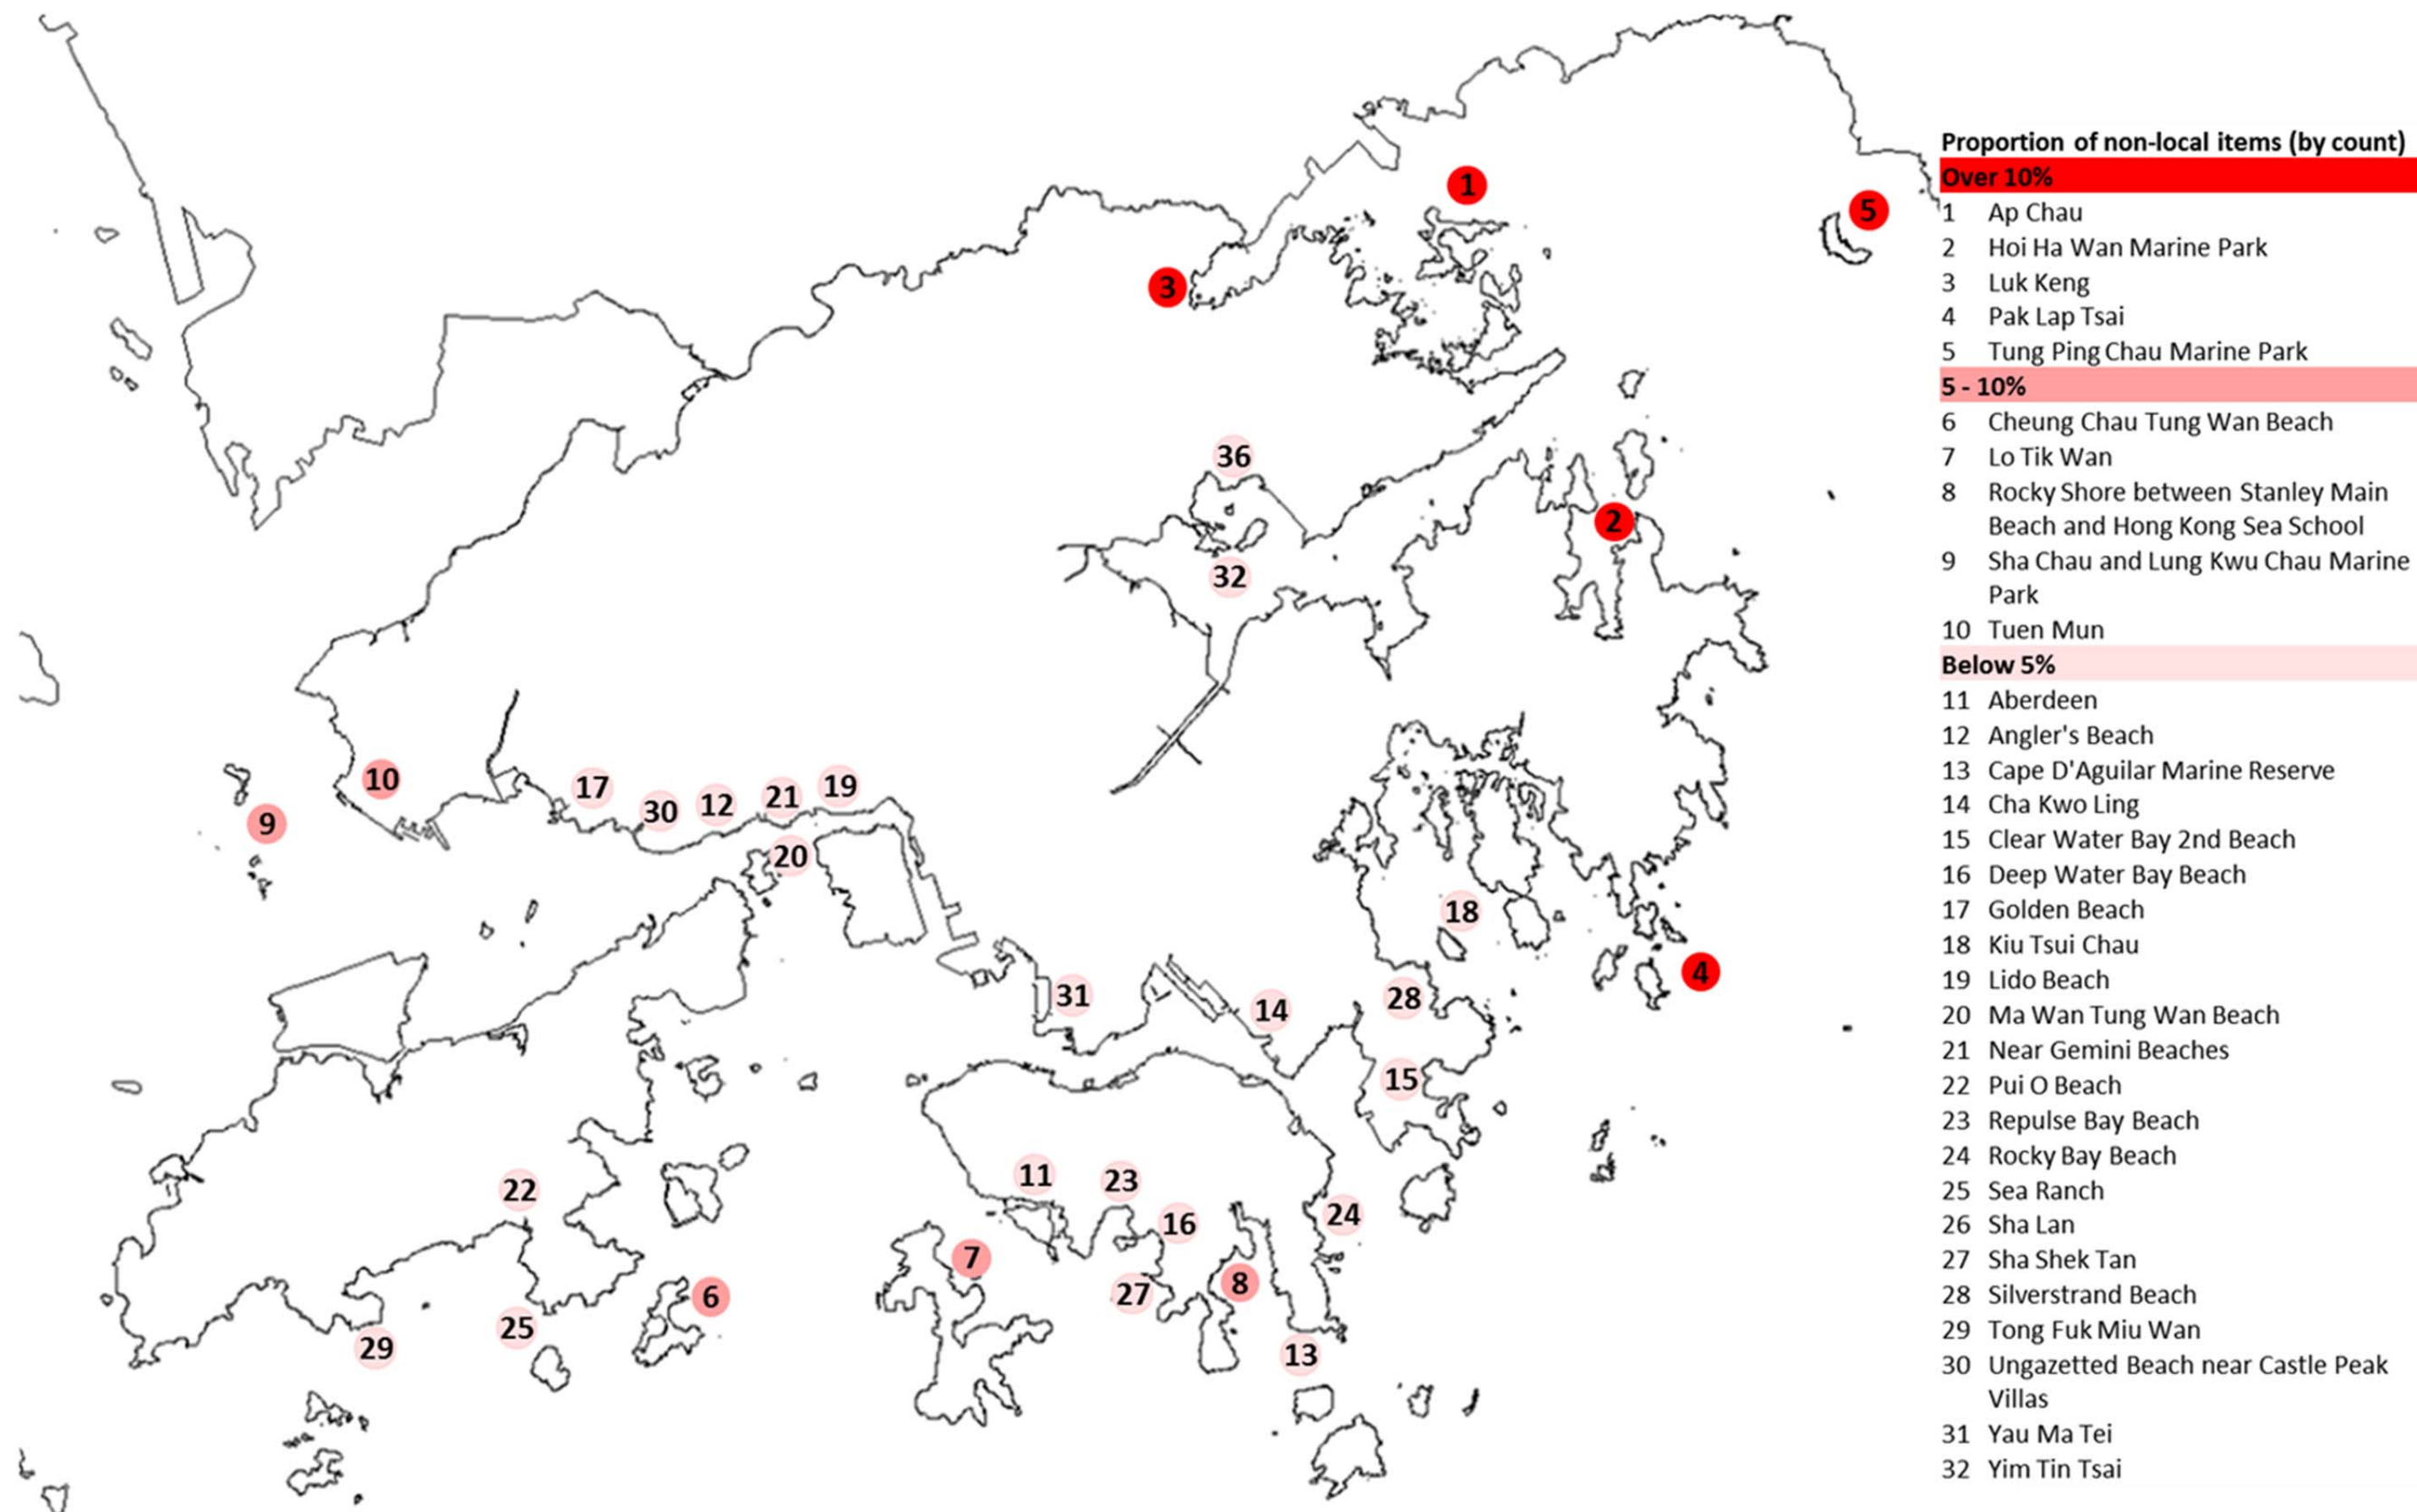 1
5
3
36
2
32
10
17
19
21
12
30
9
20
18
4
31
28
14
15
11
23
22
24
16
7
8
27
6
25
29
13
Proportion of non-local items (by count)
Over 10%
1 Ap Chau
2 Hoi Ha Wan Marine Park
3 Luk Keng
4 Pak Lap Tsai
5 Tung Ping Chau Marine Park
5 - 10%
6 Cheung Chau Tung Wan Beach
7 Lo Tik Wan
8 Rocky Shore between Stanley Main
Beach and Hong Kong Sea School
9 Sha Chau and Lung Kwu Chau Marine
Park
10 Tuen Mun
Below 5%
11 Aberdeen
12 Angler's Beach
13 Cape D'Aguilar Marine Reserve
14 Cha Kwo Ling
15 Clear Water Bay 2nd Beach
16 Deep Water Bay Beach
17 Golden Beach
18 Kiu Tsui Chau
19 Lido Beach
20 Ma Wan Tung Wan Beach
21 Near Gemini Beaches
22 Pui O Beach
23 Repulse Bay Beach
24 Rocky Bay Beach
25 Sea Ranch
26 Sha Lan
27 Sha Shek Tan
28 Silverstrand Beach
29 Tong Fuk Miu Wan
30 Ungazetted Beach near Castle Peak
Villas
31 Yau Ma Tei
32 Yim Tin Tsai